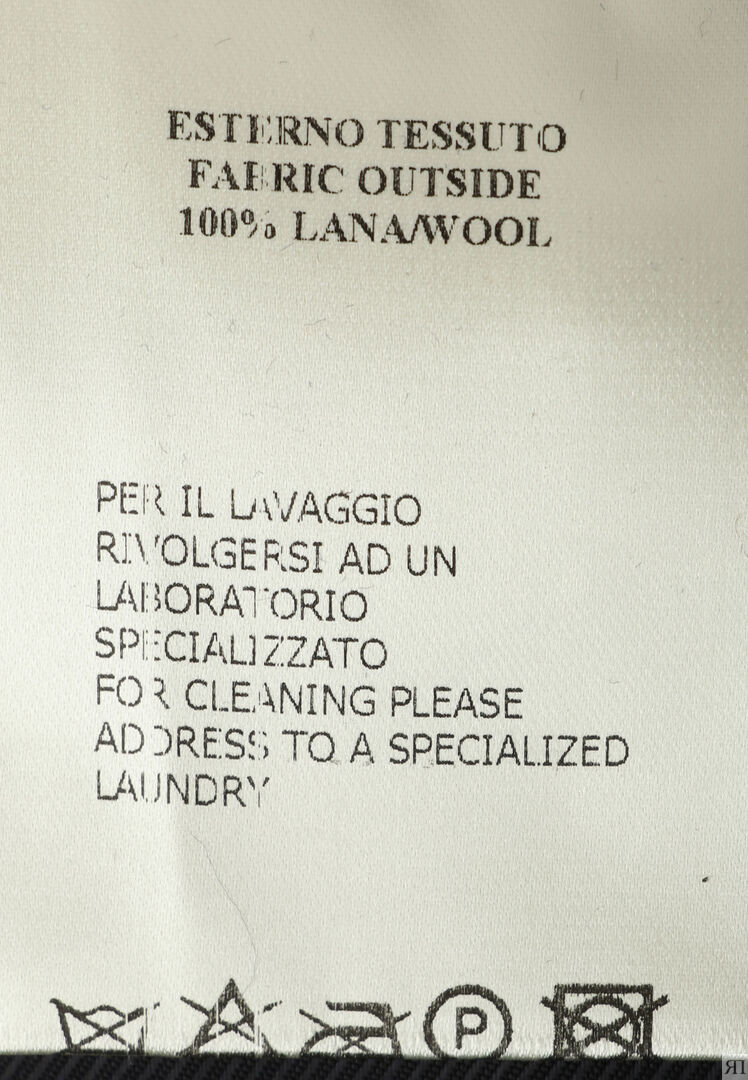 ESTERNO TESSUTO
FABRIC OUTSIDE
100% LANA/WOOL
PER IL LAVAGGIO
RIVOLGERSI AD UN
LABORATORIO
SPECIALIZZATO
FOR CLEANING PLEASE
ADDRESS TO A SPECIALIZED
LAUNDRY
P
ЯR